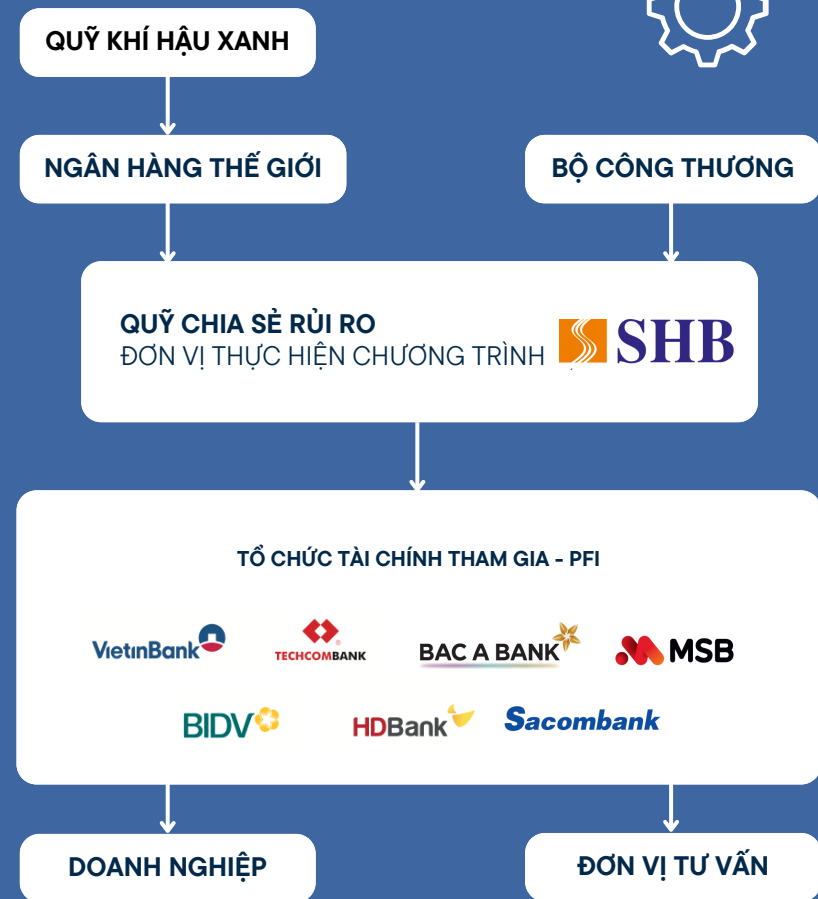 QUỸ KHÍ HẬU XANH
NGÂN HÀNG THẾ GIỚI
BỘ CÔNG THƯƠNG
QUỸ CHIA SẺ RỦI RO
ĐƠN VỊ THỰC HIỆN CHƯƠNG TRÌNH
SHB
TỔ CHỨC TÀI CHÍNH THAM GIA - PFI
VietinBank
TECHCOMBANK
BAC A BANK
MSB
BIDV
HDBank
Sacombank
DOANH NGHIỆP
ĐƠN VỊ TƯ VẤN